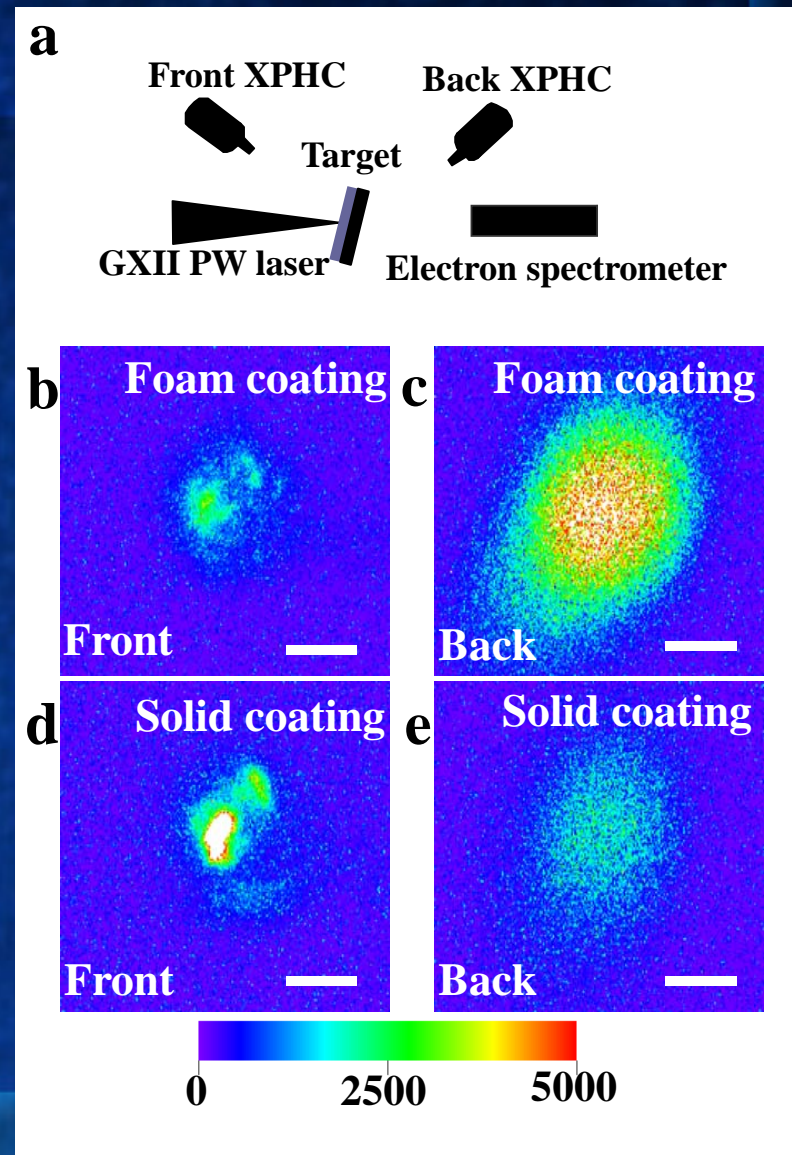 a
Front XPHC
Back XPHC
Target
GXII PW laser
Electron spectrometer
b
Foam coating
Front
c
Foam coating
Back
d
Solid coating
Front
e
Solid coating
Back
0
2500
5000